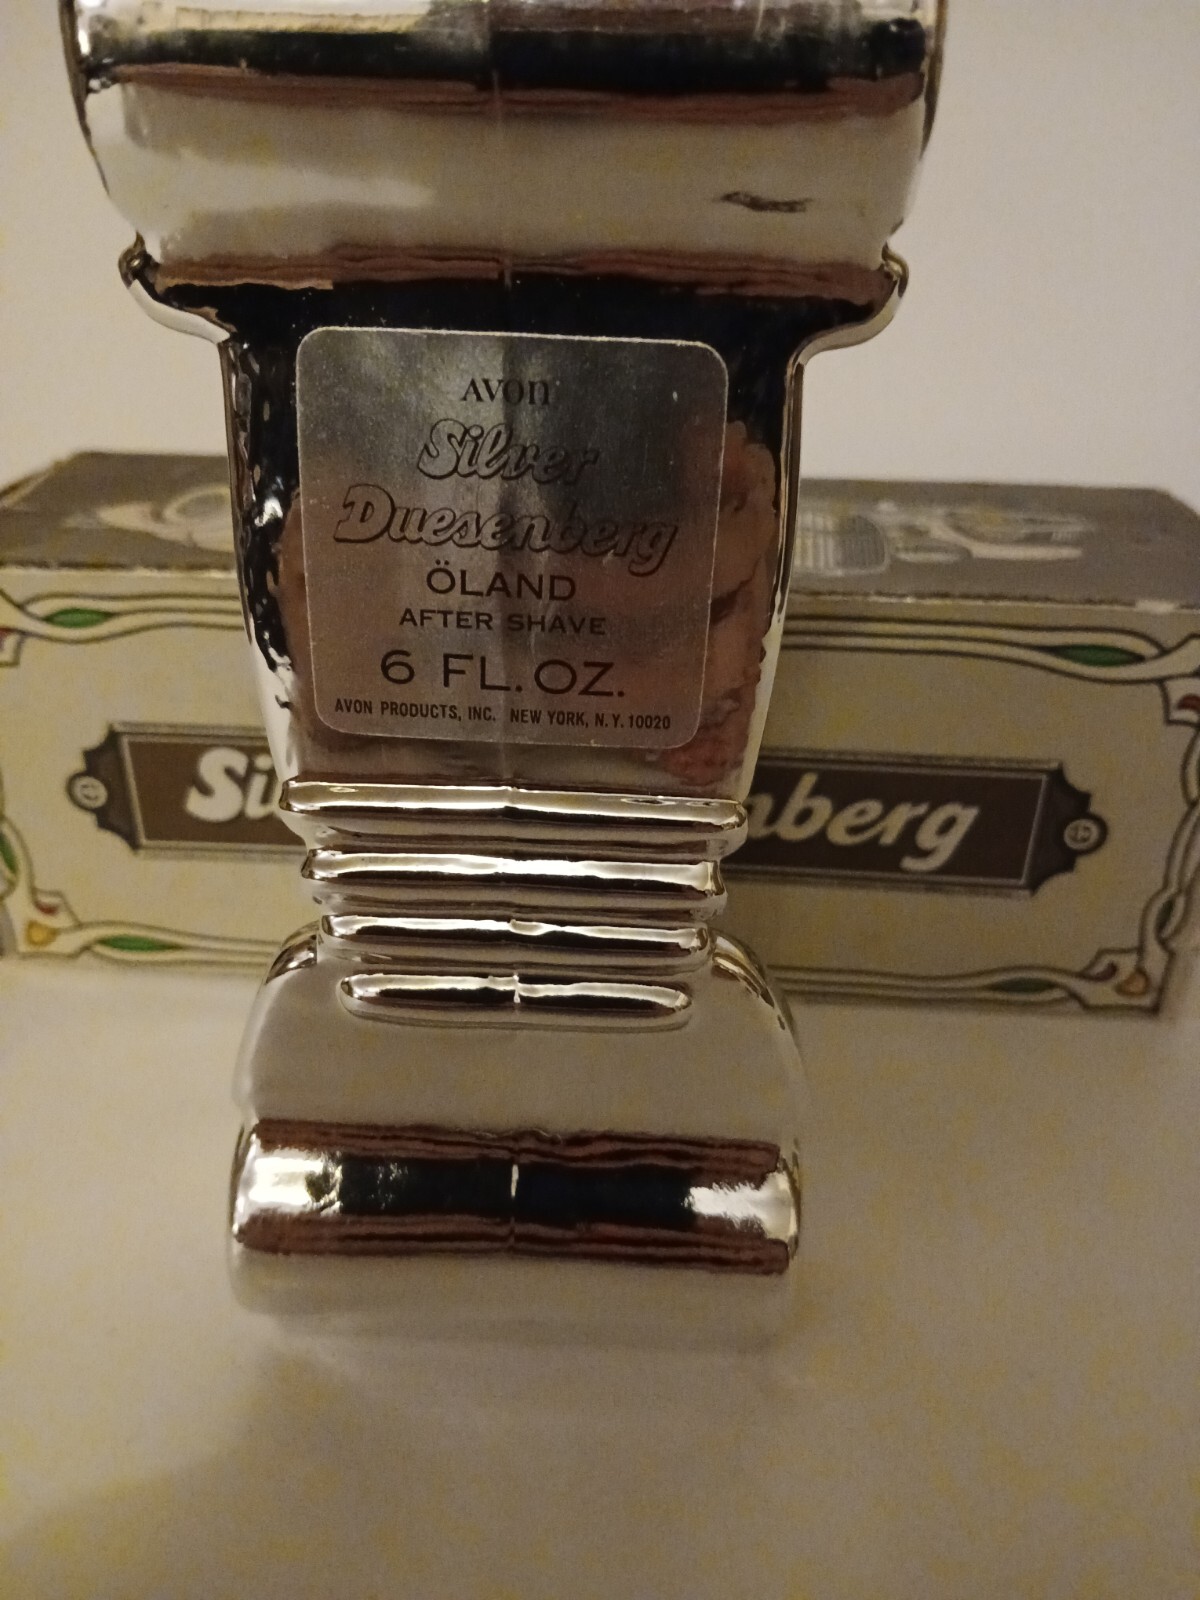 AVON
Silver
Duesenberg
ÖLAND
AFTER SHAVE
6 FL. OZ.
AVON PRODUCTS, INC. NEW YORK, N.Y. 10020
Si
nberg